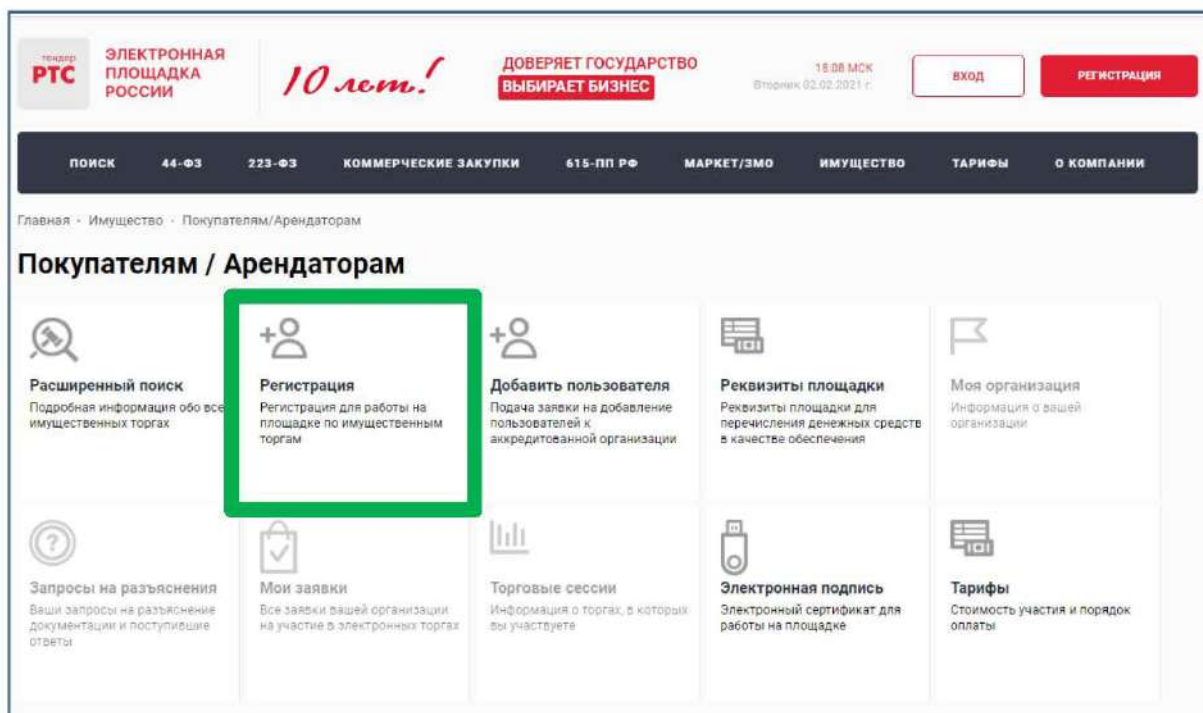 тендер
РТС
ЭЛЕКТРОННАЯ
ПЛОЩАДКА
РОССИИ
10 лет!
ДОВЕРЯЕТ ГОСУДАРСТВО
ВЫБИРАЕТ БИЗНЕС
18:08 МСК
Вторник 02.02.2021 г.
ВХОД
РЕГИСТРАЦИЯ
ПОИСК 44-ФЗ 223-ФЗ КОММЕРЧЕСКИЕ ЗАКУПКИ 615-ПП РФ МАРКЕТ/ЗМО ИМУЩЕСТВО ТАРИФЫ О КОМПАНИИ
Главная - Имущество - Покупателям/Арендаторам
Покупателям / Арендаторам
Расширенный поиск
Подробная информация обо все
имущественных торгах
Регистрация
Регистрация для работы на
площадке по имущественным
торгам
Добавить пользователя
Подача заявки на добавление
пользователей к
аккредитованной организации
Реквизиты площадки
Реквизиты площадки для
перечисления денежных средств
в качестве обеспечения
Моя организация
Информация о вашей
организации
Запросы на разъяснения
Ваши запросы на разъяснение
документации и поступившие
ответы
Мои заявки
Все заявки вашей организации
на участие в электронных торгах
Торговые сессии
Информация о торгах, в которых
вы участвуете
Электронная подпись
Электронный сертификат для
работы на площадке
Тарифы
Стоимость участия и порядок
оплаты